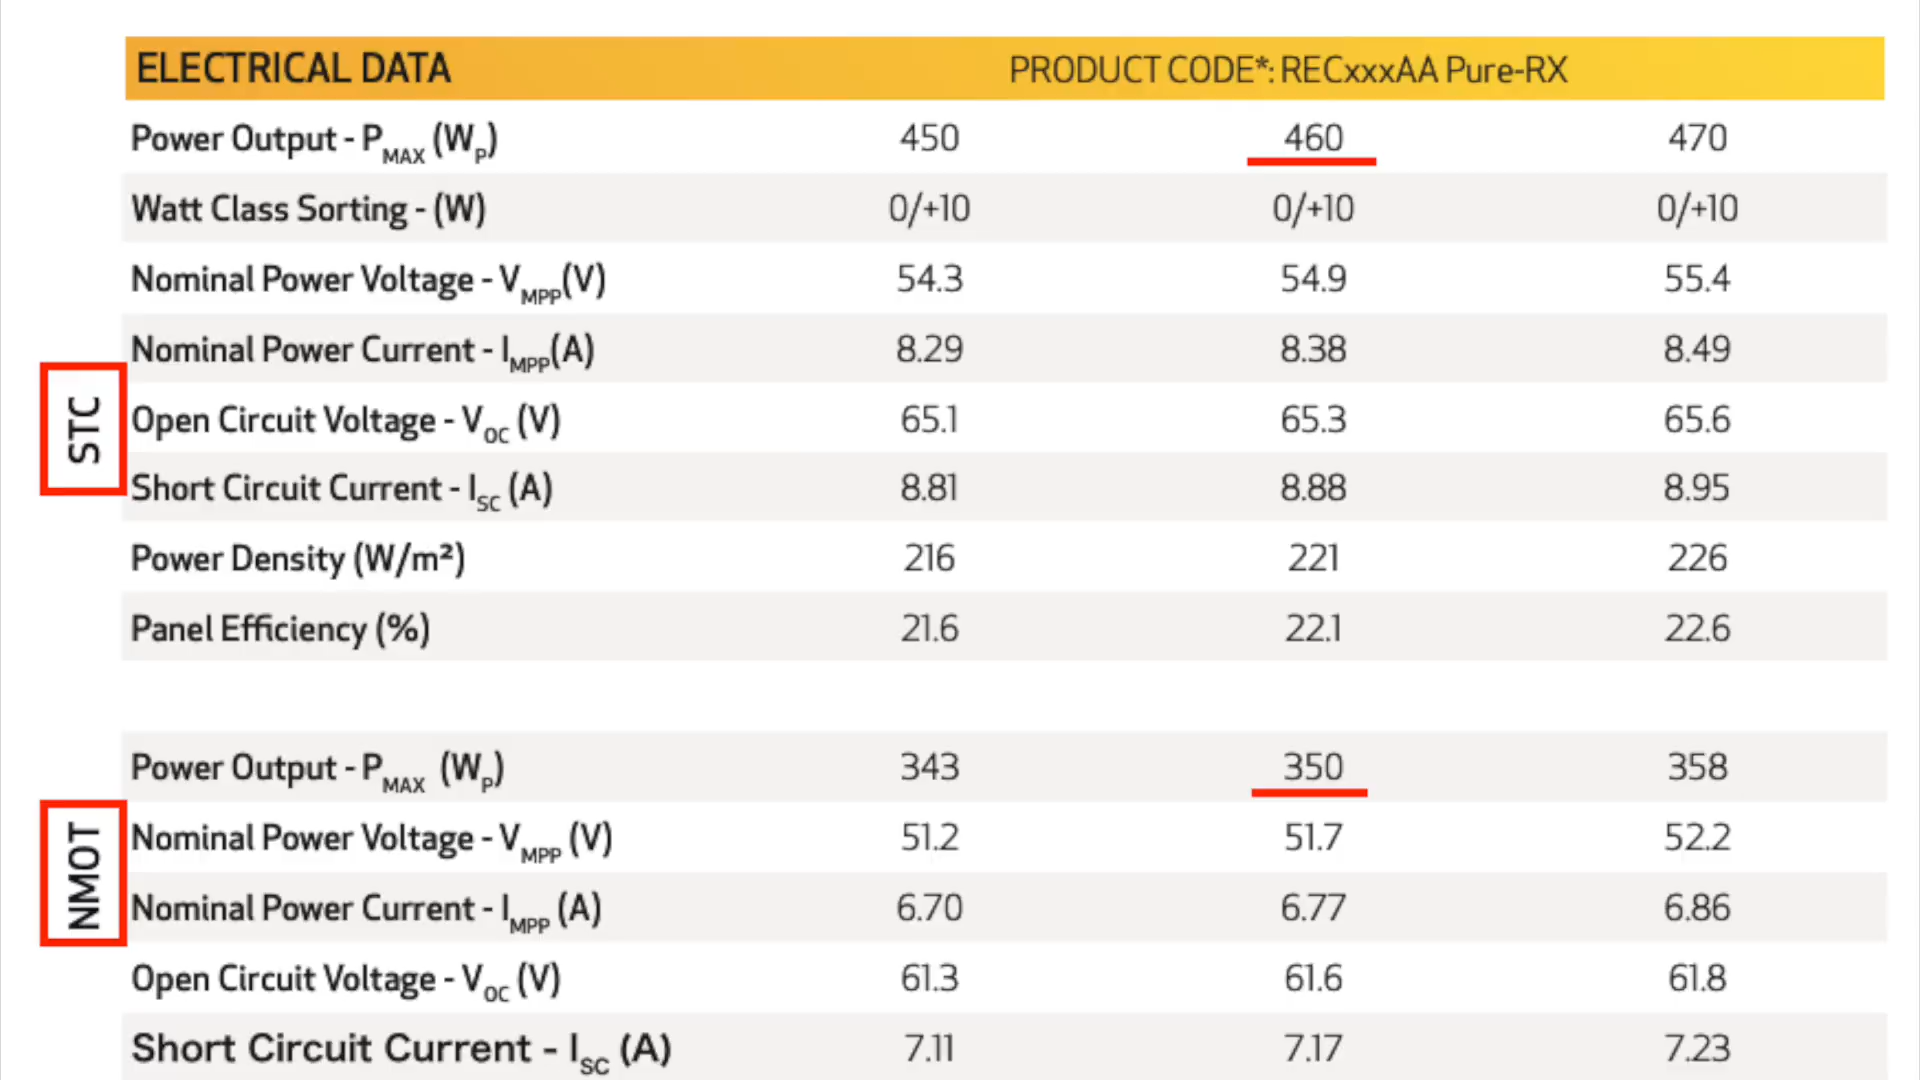 ELECTRICAL DATA PRODUCT CODE*: RECxxxAA Pure-RX
Power Output - PMAX (WP) 450 460 470
Watt Class Sorting - (W) 0/+10 0/+10 0/+10
Nominal Power Voltage - VMPP(V) 54.3 54.9 55.4
Nominal Power Current - IMPP(A) 8.29 8.38 8.49
STC
Open Circuit Voltage - VOC (V) 65.1 65.3 65.6
Short Circuit Current - ISC (A) 8.81 8.88 8.95
Power Density (W/m²) 216 221 226
Panel Efficiency (%) 21.6 22.1 22.6
Power Output - PMAX (WP) 343 350 358
Nominal Power Voltage - VMPP (V) 51.2 51.7 52.2
NMOT
Nominal Power Current - IMPP (A) 6.70 6.77 6.86
Open Circuit Voltage - VOC (V) 61.3 61.6 61.8
Short Circuit Current - ISC (A) 7.11 7.17 7.23